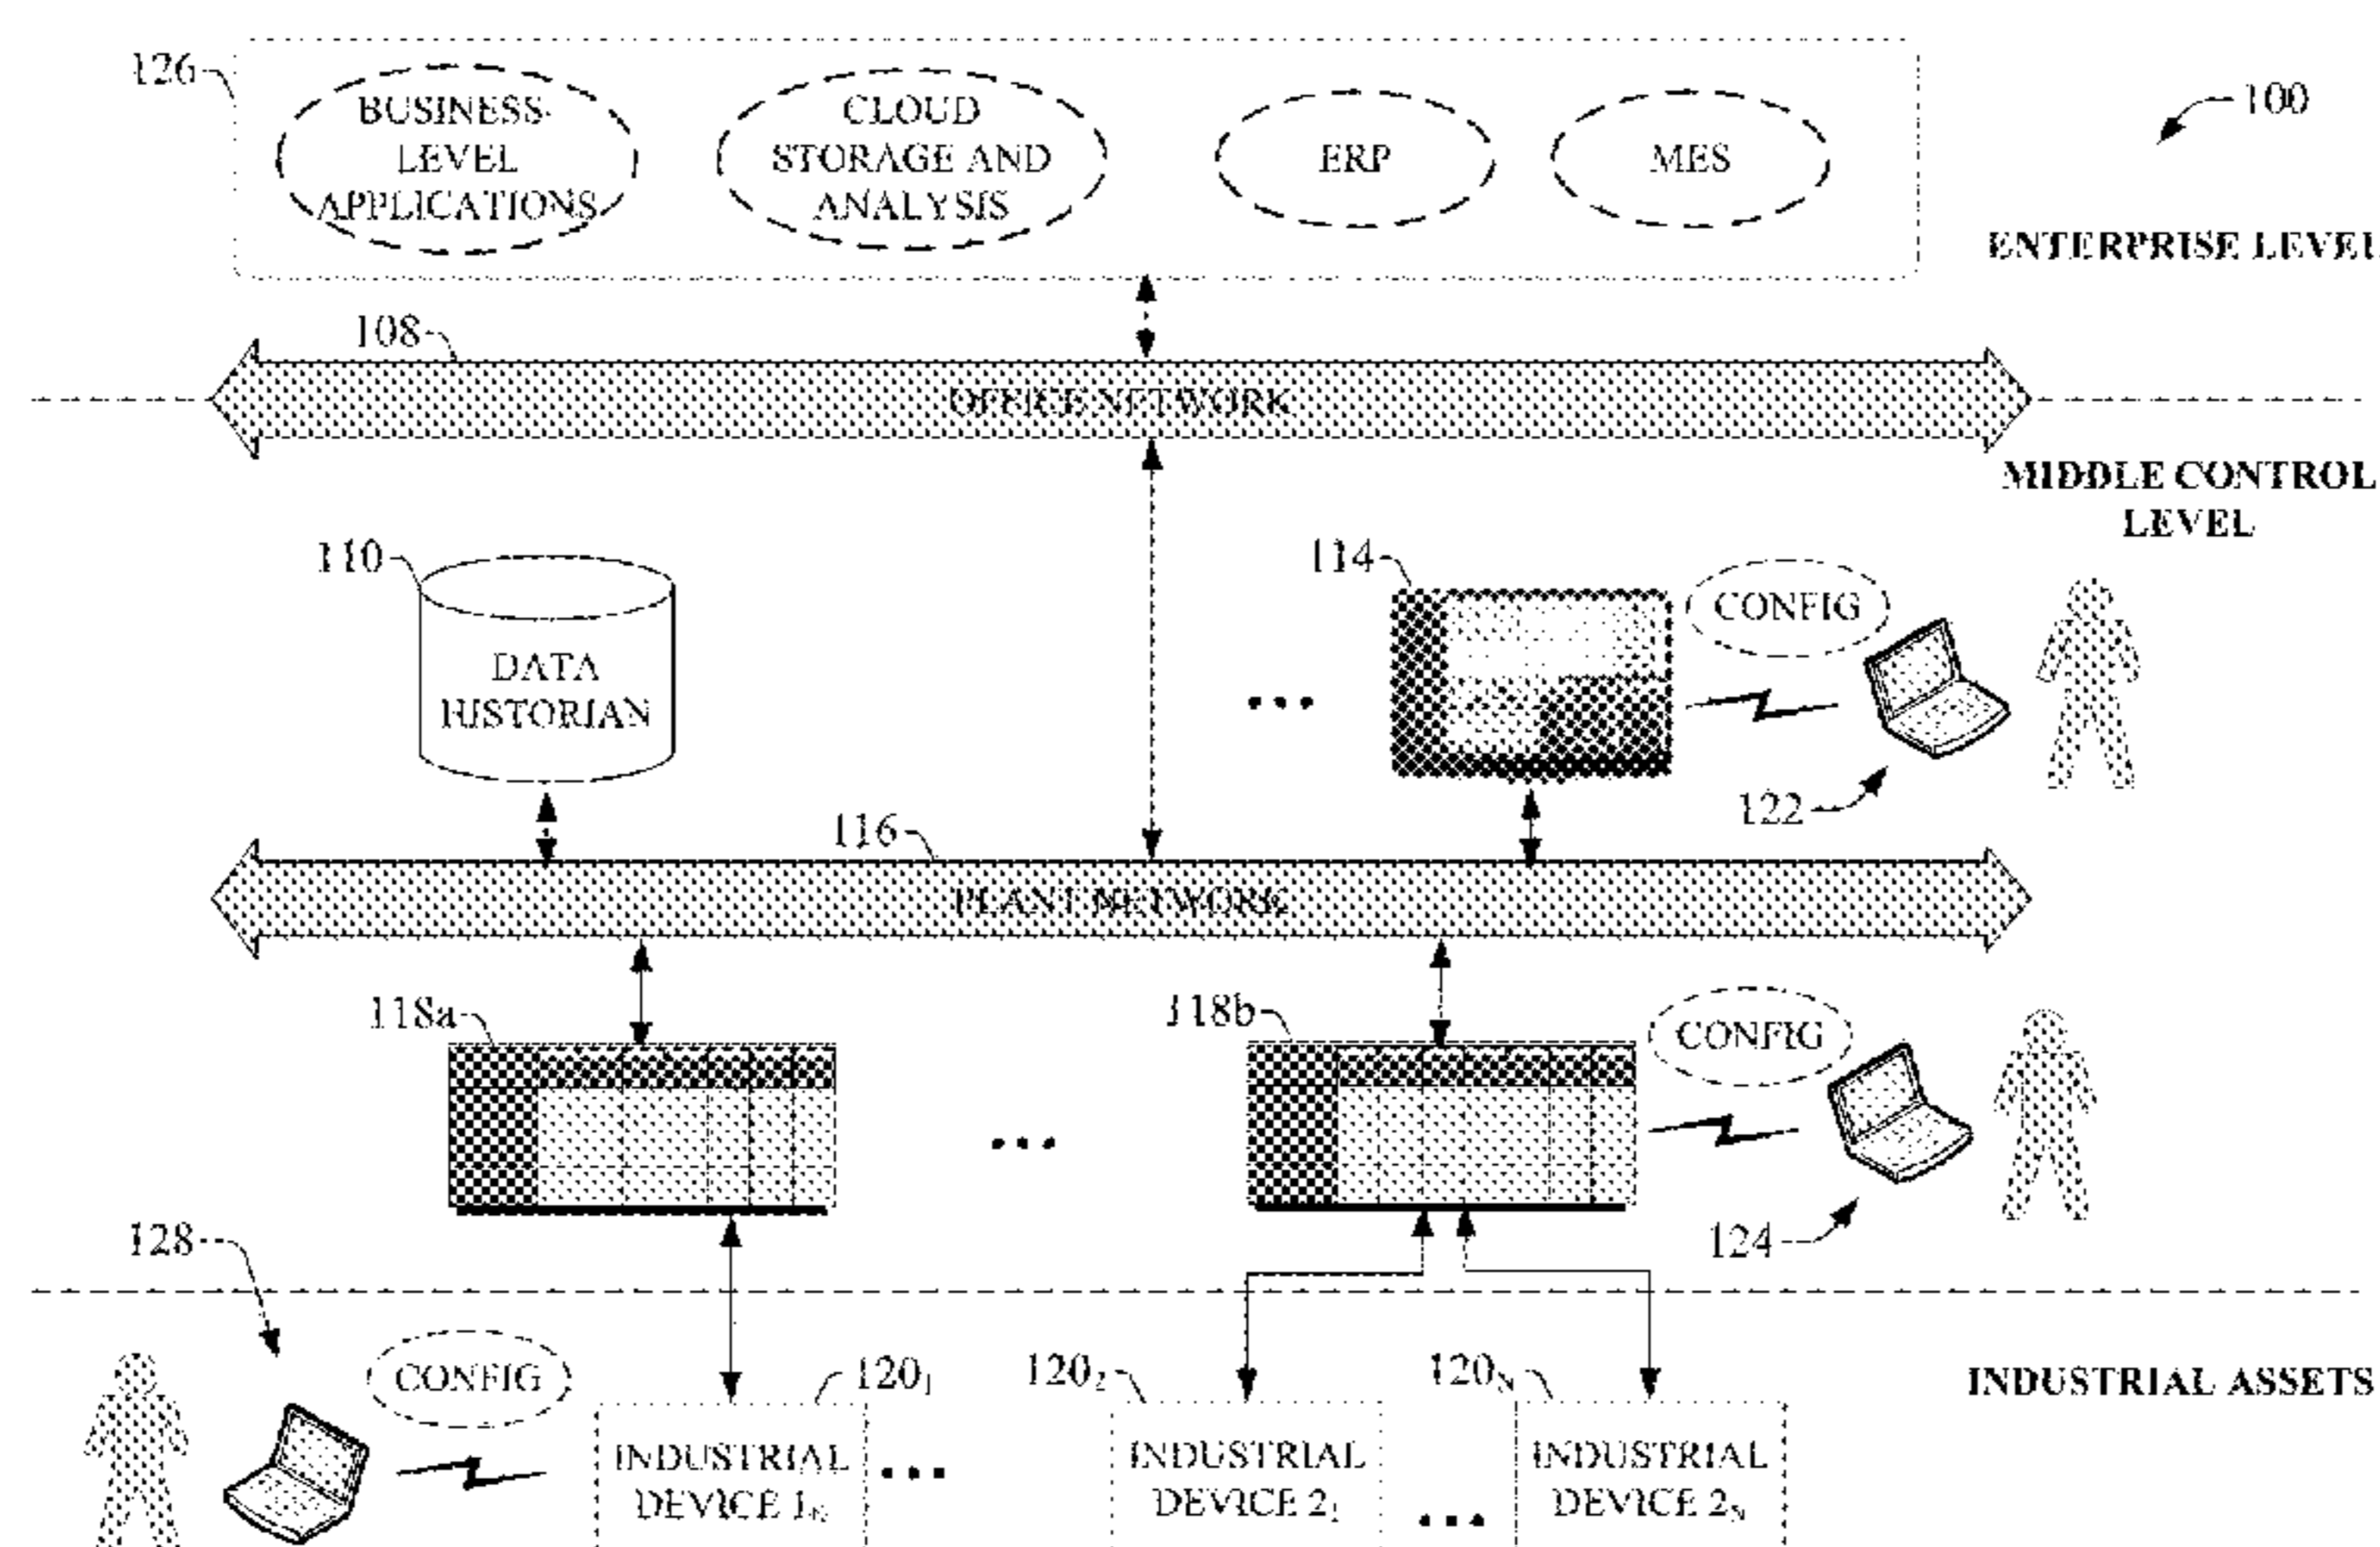 126
BUSINESS-
LEVEL
APPLICATIONS
CLOUD
STORAGE AND
ANALYSIS
ERP
MES
100
ENTERPRISE LEVEL
108
OFFICE NETWORK
MIDDLE CONTROL
LEVEL
110
DATA
HISTORIAN
114
CONFIG
122
116
PLANT NETWORK
118a
118b
CONFIG
124
128
CONFIG
120₁
INDUSTRIAL
DEVICE 1ₙ
120₂
INDUSTRIAL
DEVICE 2₁
120ₙ
INDUSTRIAL
DEVICE 2ₙ
INDUSTRIAL ASSETS